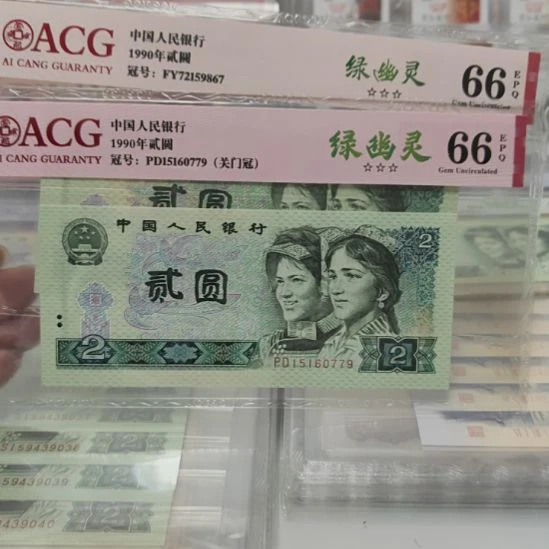 ACG
AI CANG GUARANTY
中国人民银行
1990年贰圆
冠号：FY72159867
绿幽灵
☆☆☆
66
EPQ
Gem Uncirculated
ACG
AI CANG GUARANTY
中国人民银行
1990年贰圆
冠号：PD15160779（关门冠）
绿幽灵
☆☆☆
66
EPQ
Gem Uncirculated
中国人民银行
2
贰圆
2
PD15160779
2
59439039
59439040